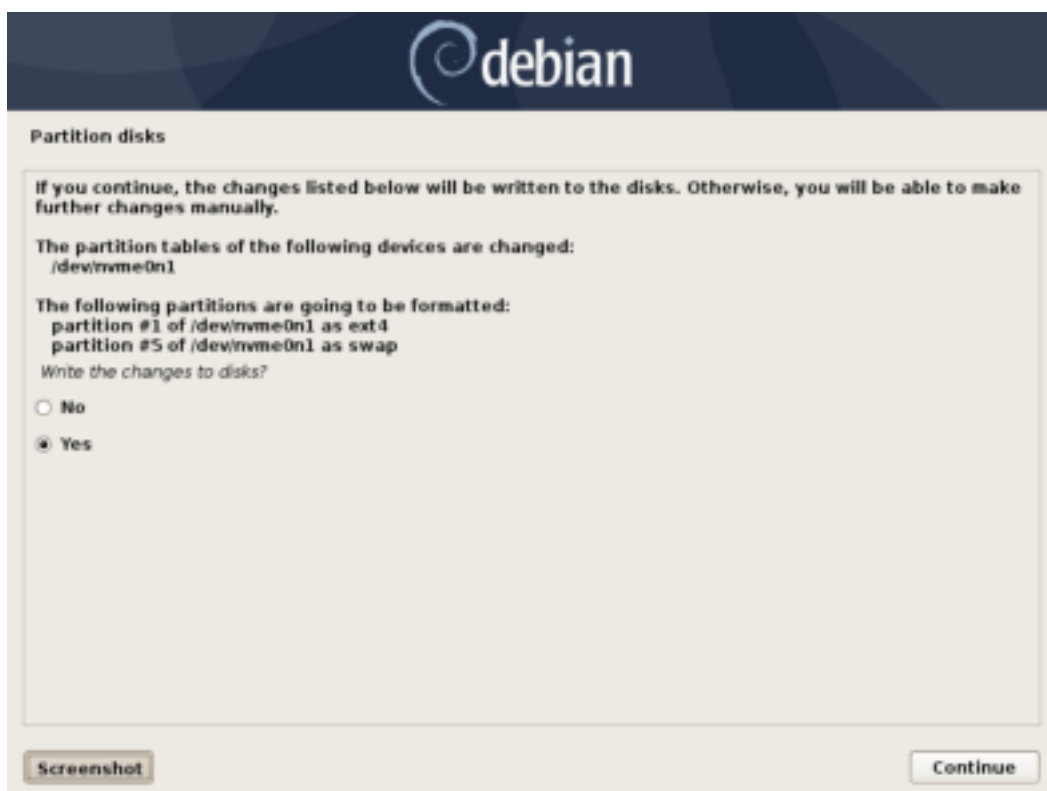 debian
Partition disks
If you continue, the changes listed below will be written to the disks. Otherwise, you will be able to make
further changes manually.
The partition tables of the following devices are changed:
/dev/nvme0n1
The following partitions are going to be formatted:
partition #1 of /dev/nvme0n1 as ext4
partition #5 of /dev/nvme0n1 as swap
Write the changes to disks?
No
Yes
Screenshot
Continue